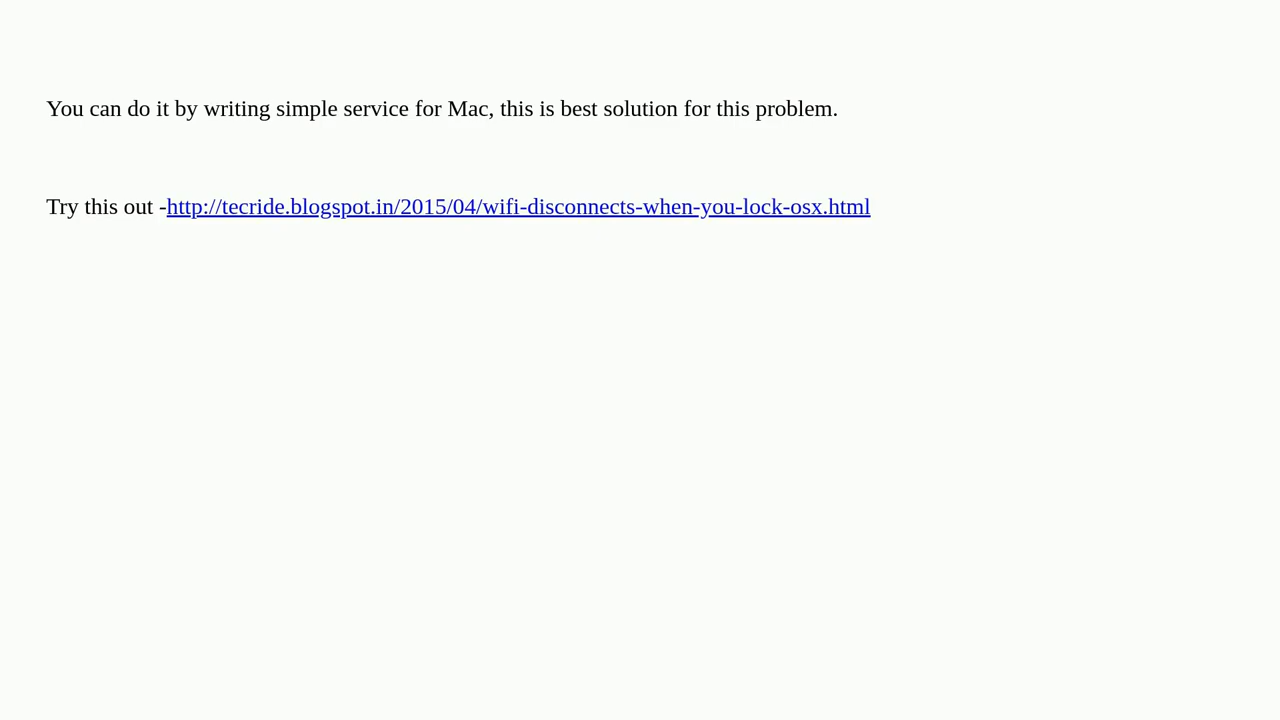 You can do it by writing simple service for Mac, this is best solution for this problem.
Try this out -http://tecride.blogspot.in/2015/04/wifi-disconnects-when-you-lock-osx.html